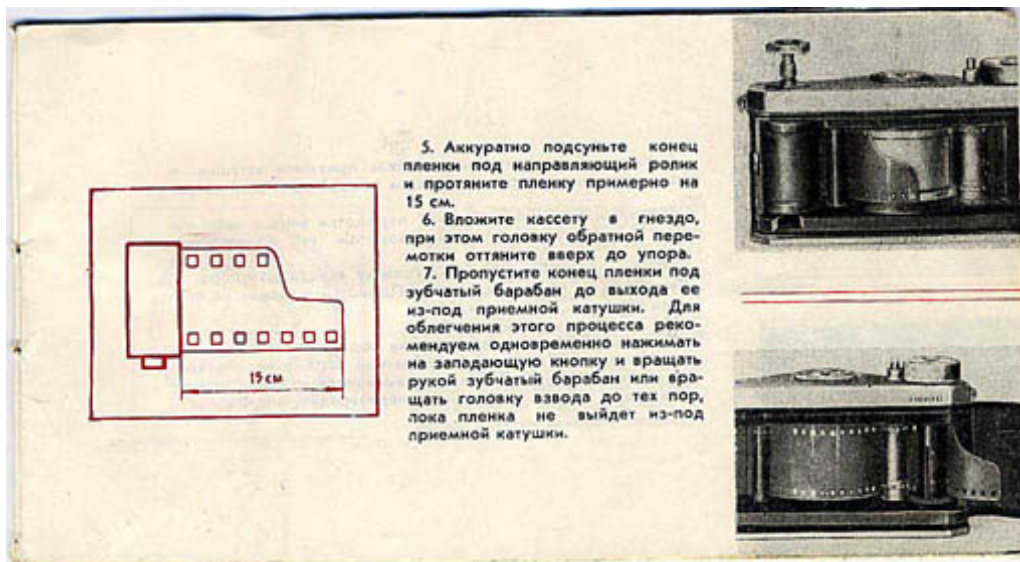 5. Аккуратно подсуньте конец
пленки под направляющий ролик
и протяните пленку примерно на
15 см.
6. Вложите кассету в гнездо,
при этом головку обратной пере-
мотки оттяните вверх до упора.
7. Пропустите конец пленки под
зубчатый барабан до выхода ее
из-под приемной катушки. Для
облегчения этого процесса реко-
мендуем одновременно нажимать
на западающую кнопку и вращать
рукой зубчатый барабан или вра-
щать головку взвода до тех пор,
пока пленка не выйдет из-под
приемной катушки.
15 см